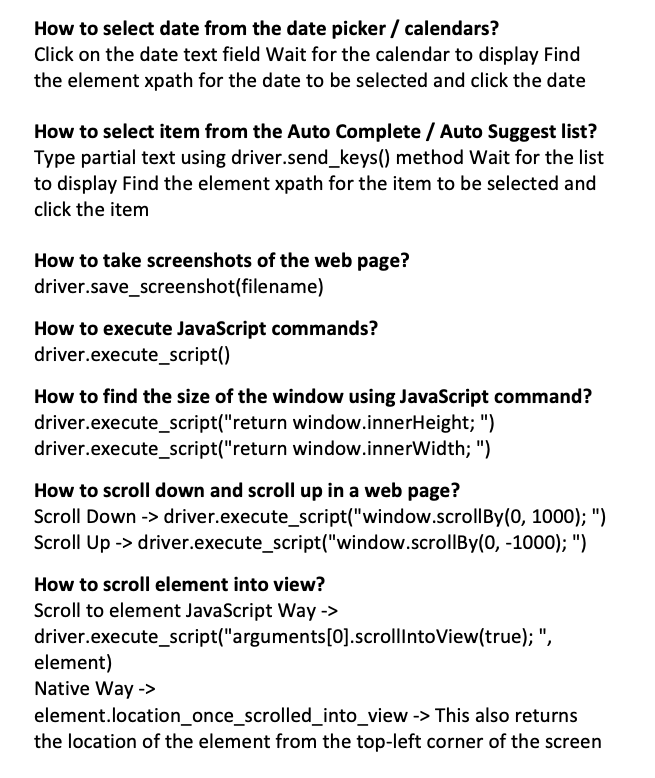 How to select date from the date picker / calendars?
Click on the date text field Wait for the calendar to display Find
the element xpath for the date to be selected and click the date
How to select item from the Auto Complete / Auto Suggest list?
Type partial text using driver.send_keys() method Wait for the list
to display Find the element xpath for the item to be selected and
click the item
How to take screenshots of the web page?
driver.save_screenshot(filename)
How to execute JavaScript commands?
driver.execute_script()
How to find the size of the window using JavaScript command?
driver.execute_script("return window.innerHeight; ")
driver.execute_script("return window.innerWidth; ")
How to scroll down and scroll up in a web page?
Scroll Down -> driver.execute_script("window.scrollBy(0, 1000); ")
Scroll Up -> driver.execute_script("window.scrollBy(0, -1000); ")
How to scroll element into view?
Scroll to element JavaScript Way ->
driver.execute_script("arguments[0].scrollIntoView(true); ",
element)
Native Way ->
element.location_once_scrolled_into_view -> This also returns
the location of the element from the top-left corner of the screen